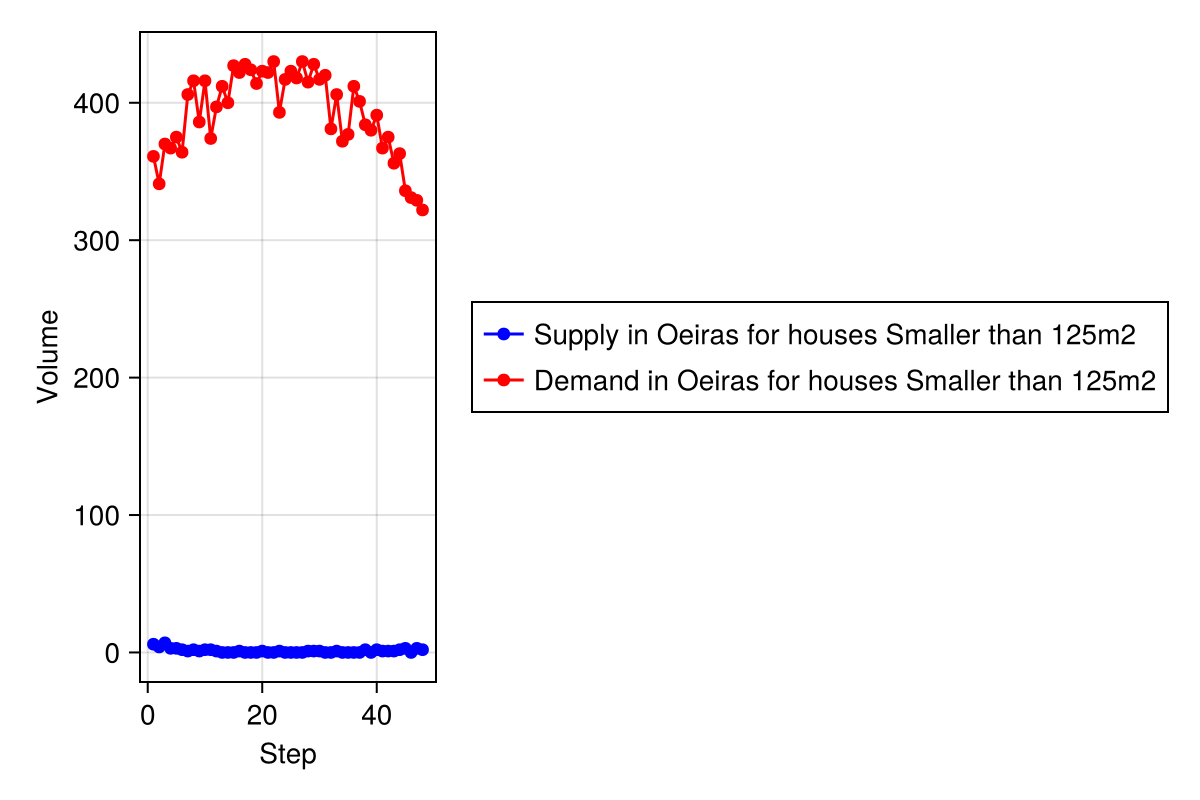 400
300
200
100
0
Volume
0 20 40
Step
Supply in Oeiras for houses Smaller than 125m2
Demand in Oeiras for houses Smaller than 125m2